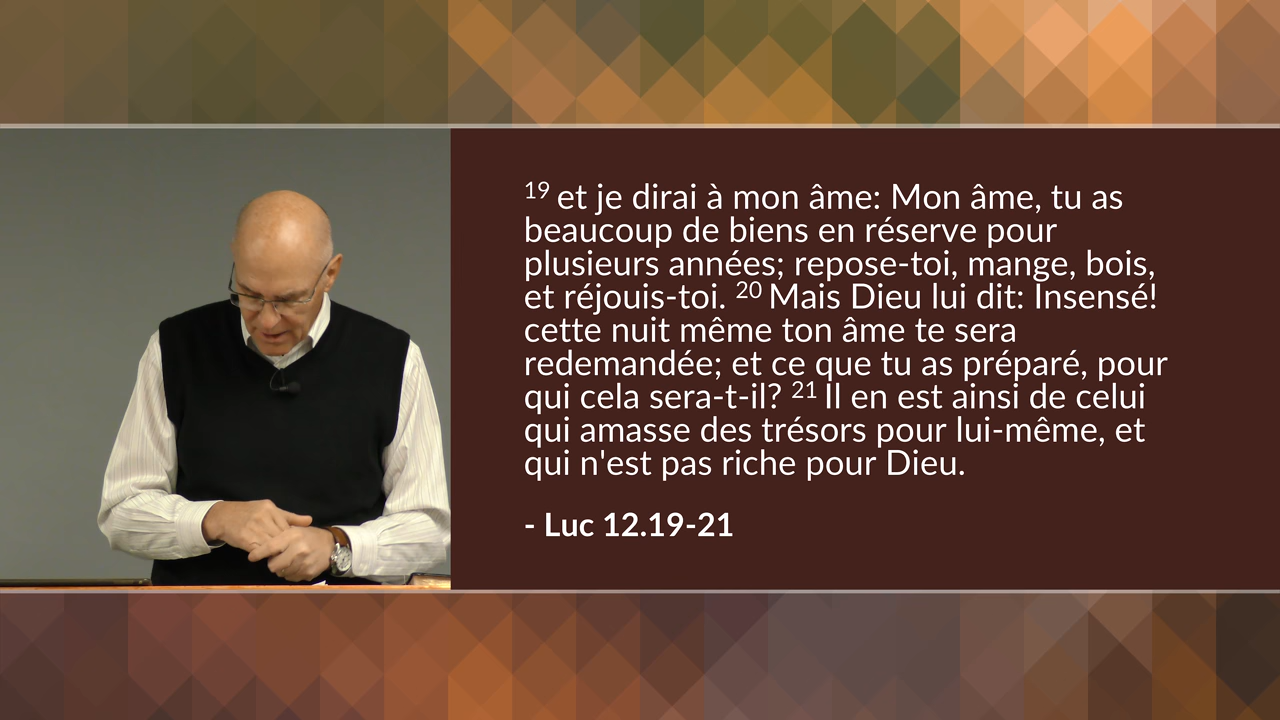 19 et je dirai à mon âme: Mon âme, tu as
beaucoup de biens en réserve pour
plusieurs années; repose-toi, mange, bois,
et réjouis-toi. 20 Mais Dieu lui dit: Insensé!
cette nuit même ton âme te sera
redemandée; et ce que tu as préparé, pour
qui cela sera-t-il? 21 Il en est ainsi de celui
qui amasse des trésors pour lui-même, et
qui n'est pas riche pour Dieu.
- Luc 12.19-21